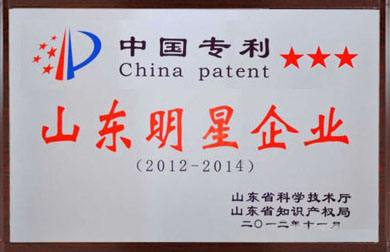 中国专利
China patent
山东明星企业
(2012-2014)
山东省科学技术厅
山东省知识产权局
二〇一二年十一月